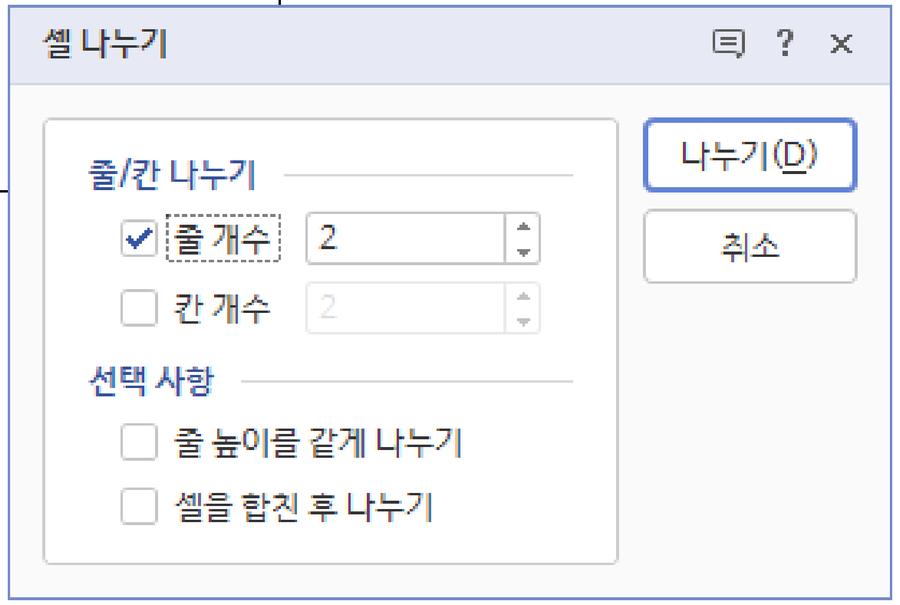 셀 나누기 ?
줄/칸 나누기
줄 개수 2
칸 개수 2
선택 사항
줄 높이를 같게 나누기
셀을 합친 후 나누기
나누기(D)
취소